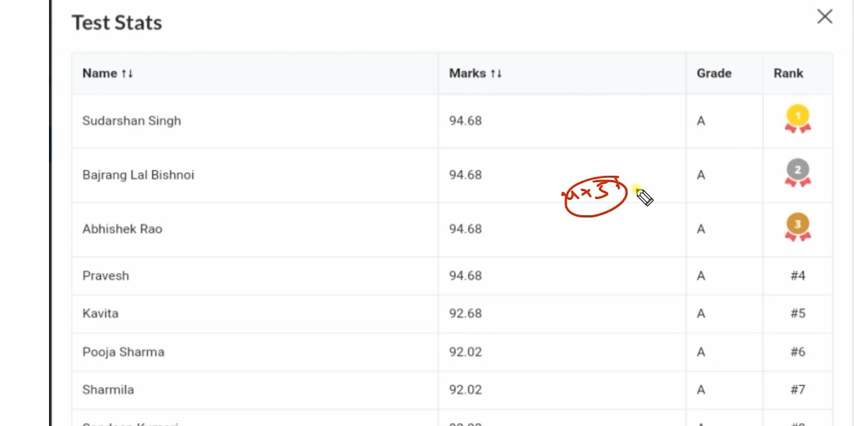 Test Stats
Name ↑↓ Marks ↑↓ Grade Rank
Sudarshan Singh 94.68 A 1
Bajrang Lal Bishnoi 94.68 A 2
Abhishek Rao 94.68 A 3
Pravesh 94.68 A #4
Kavita 92.68 A #5
Pooja Sharma 92.02 A #6
Sharmila 92.02 A #7